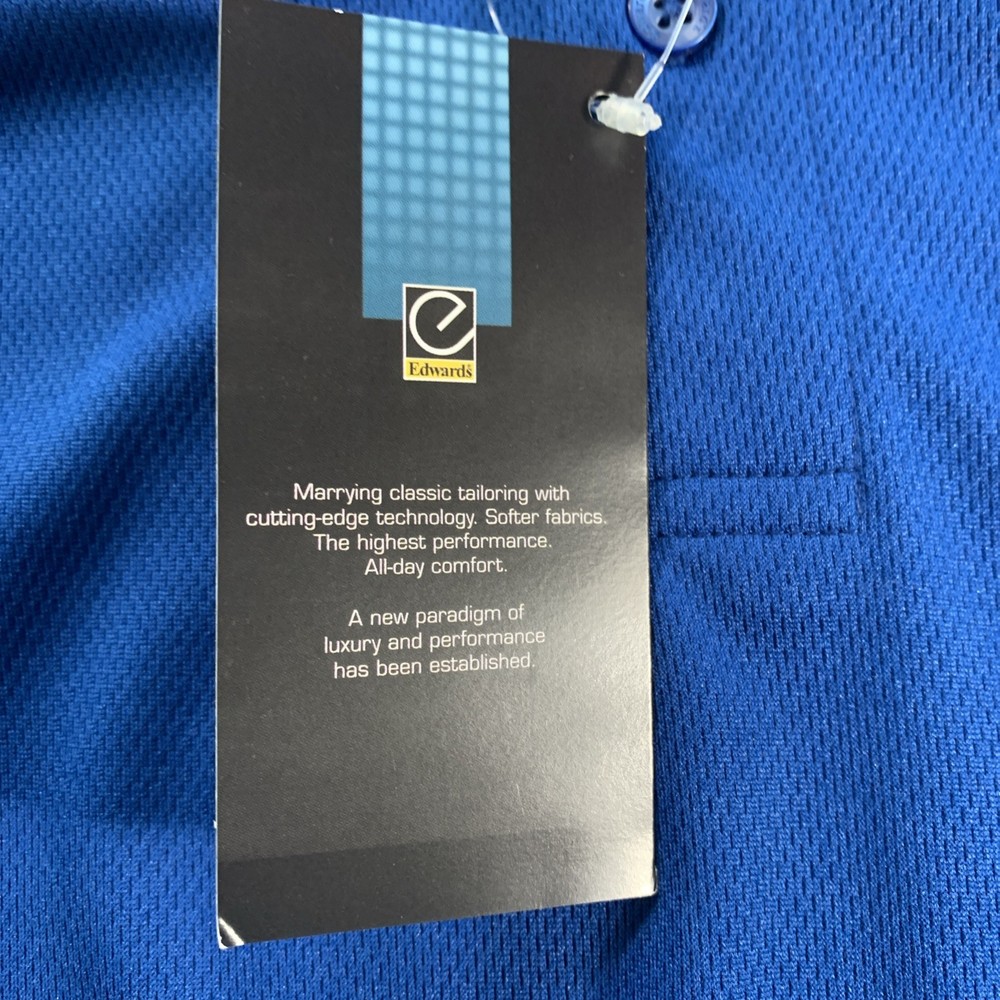 e
Edwards
Marrying classic tailoring with
cutting-edge technology. Softer fabrics.
The highest performance.
All-day comfort.
A new paradigm of
luxury and performance
has been established.